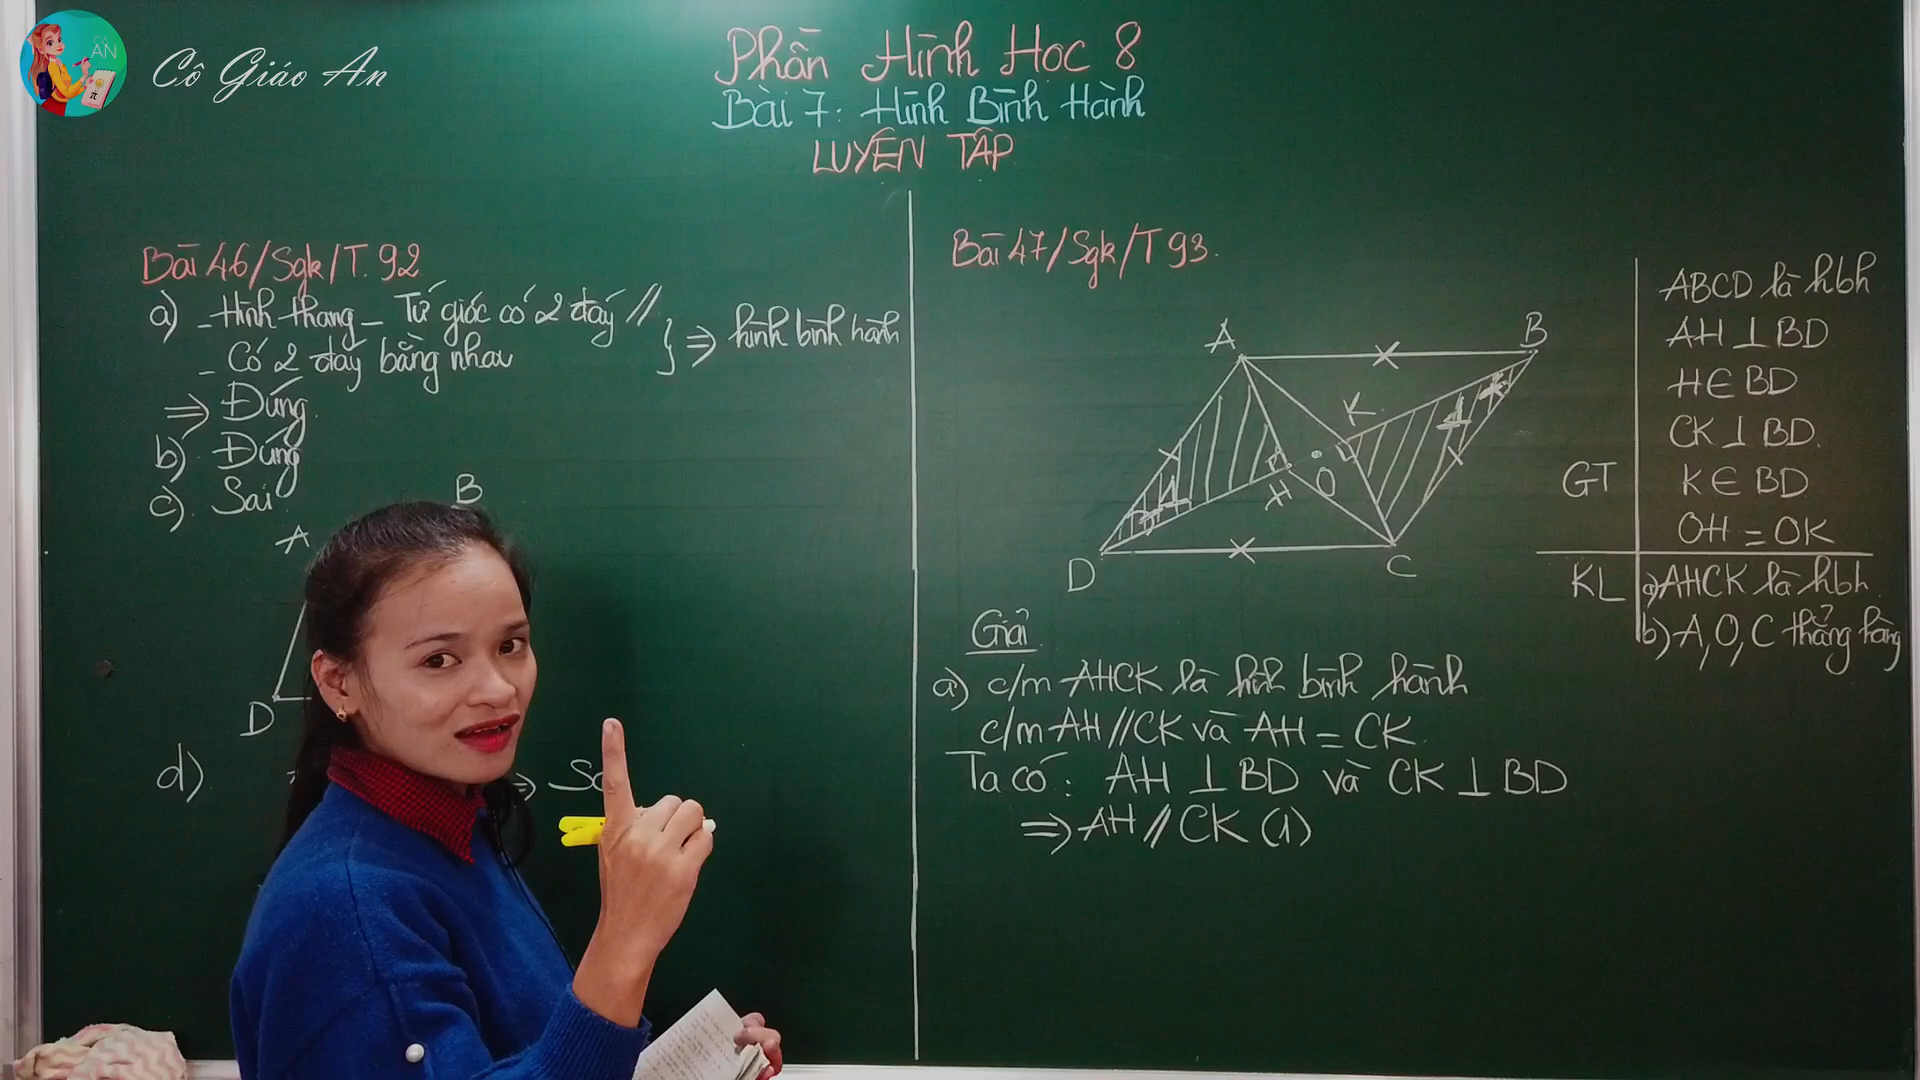 Cô Giáo An
Phần Hình Học 8
Bài 7: Hình Bình Hành
LUYỆN TẬP
Bài 46/Sgk/T.92
a) - Hình thang - Tứ giác có 2 đáy //
- Có 2 đáy bằng nhau
} => hình bình hành
=> Đúng.
b) Đúng
c) Sai
A
B
D
d)
Bài 47/Sgk/T93.
A
B
K
H
O
D
C
1
1
GT
ABCD là hbh
AH ⊥ BD
H ∈ BD
CK ⊥ BD.
K ∈ BD
OH = OK
KL
a) AHCK là hbh.
b) A, O, C thẳng hàng
Giải
a) c/m AHCK là hình bình hành
c/m AH // CK và AH = CK.
Ta có: AH ⊥ BD và CK ⊥ BD
=> AH // CK (1)